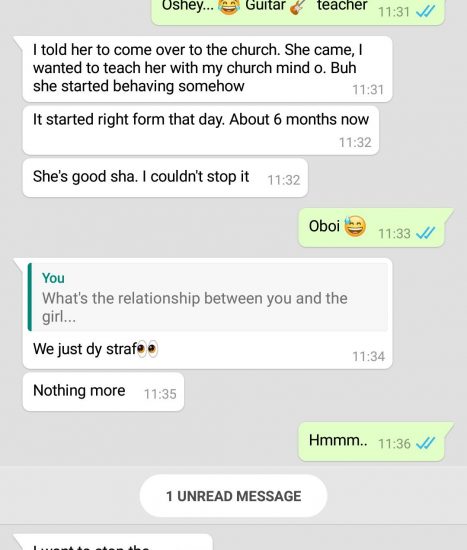 Oshey... 😂 Guitar 🎸 teacher 11:31
I told her to come over to the church. She came, I
wanted to teach her with my church mind o. Buh
she started behaving somehow 11:31
It started right form that day. About 6 months now
11:32
She's good sha. I couldn't stop it 11:32
Oboi 😅 11:33
You
What's the relationship between you and the
girl...
We just dy straf👀 11:34
Nothing more 11:35
Hmmm.. 11:36
1 UNREAD MESSAGE
I want to stop the